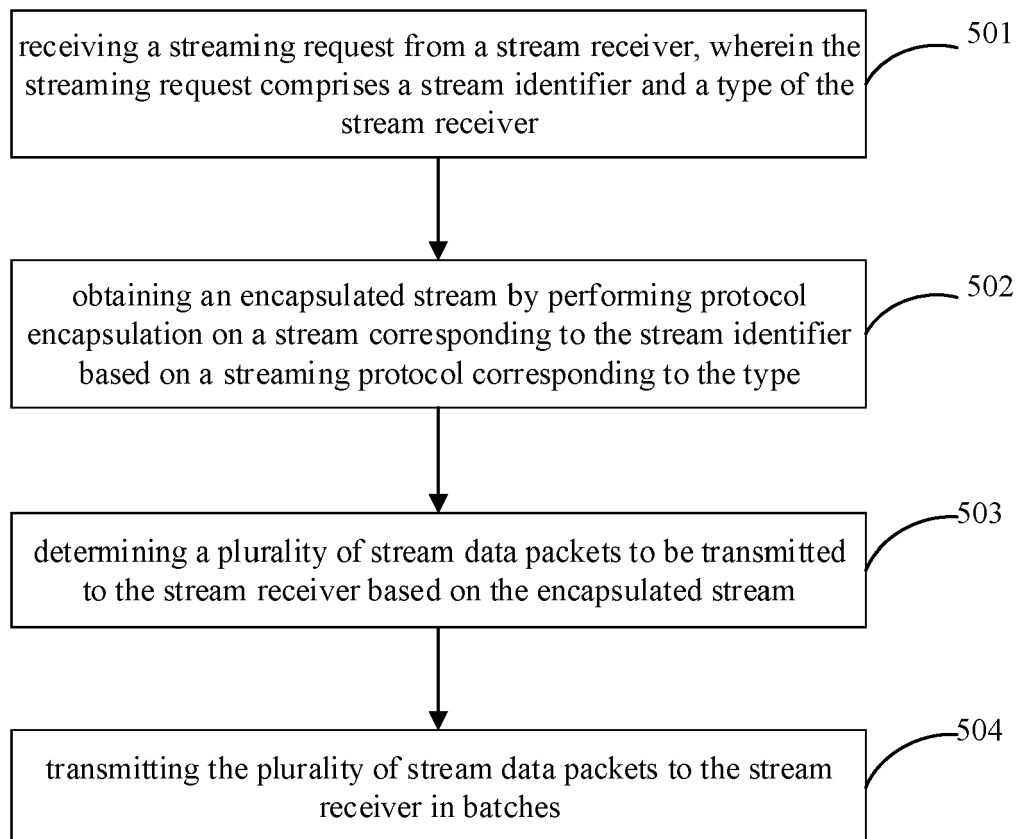 receiving a streaming request from a stream receiver, wherein the
streaming request comprises a stream identifier and a type of the
stream receiver
501
obtaining an encapsulated stream by performing protocol
encapsulation on a stream corresponding to the stream identifier
based on a streaming protocol corresponding to the type
502
determining a plurality of stream data packets to be transmitted
to the stream receiver based on the encapsulated stream
503
transmitting the plurality of stream data packets to the stream
receiver in batches
504